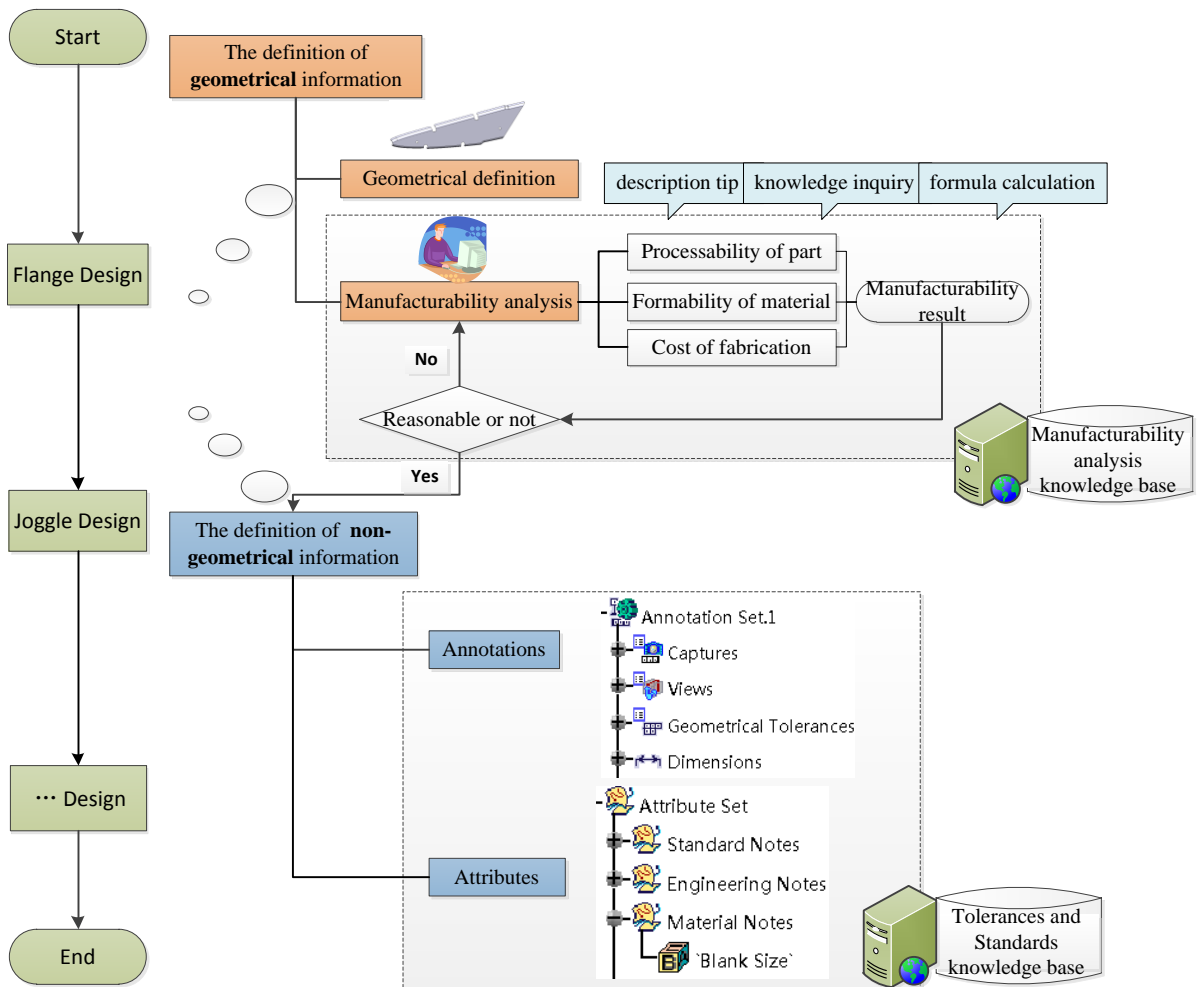 Start
Flange Design
Joggle Design
··· Design
End
The definition of
geometrical information
Geometrical definition
description tip
knowledge inquiry
formula calculation
Manufacturability analysis
Processability of part
Formability of material
Cost of fabrication
Manufacturability
result
No
Reasonable or not
Yes
Manufacturability
analysis
knowledge base
The definition of non-
geometrical information
Annotations
Annotation Set.1
Captures
Views
Geometrical Tolerances
Dimensions
Attributes
Attribute Set
Standard Notes
Engineering Notes
Material Notes
`Blank Size`
Tolerances and
Standards
knowledge base